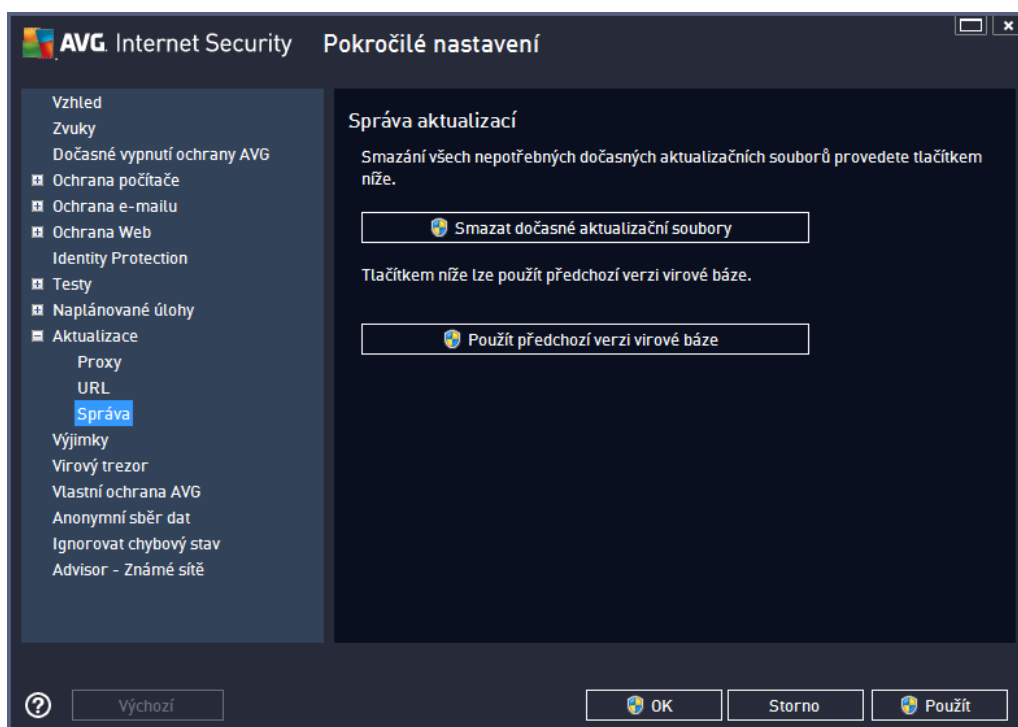 AVG. Internet Security Pokročilé nastavení
Vzhled
Zvuky
Dočasné vypnutí ochrany AVG
Ochrana počítače
Ochrana e-mailu
Ochrana Web
Identity Protection
Testy
Naplánované úlohy
Aktualizace
Proxy
URL
Správa
Výjimky
Virový trezor
Vlastní ochrana AVG
Anonymní sběr dat
Ignorovat chybový stav
Advisor - Známé sítě
Správa aktualizací
Smazání všech nepotřebných dočasných aktualizačních souborů provedete tlačítkem
níže.
Smazat dočasné aktualizační soubory
Tlačítkem níže lze použít předchozí verzi virové báze.
Použít předchozí verzi virové báze
Výchozí
OK
Storno
Použít